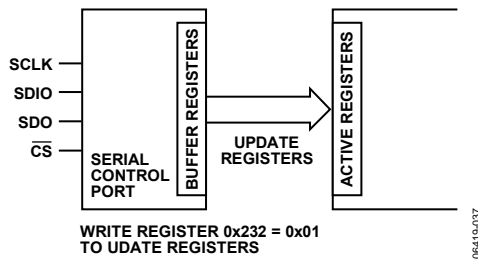 SCLK
SDIO
SDO
CS
SERIAL
CONTROL
PORT
BUFFER REGISTERS
UPDATE
REGISTERS
ACTIVE REGISTERS
WRITE REGISTER 0x232 = 0x01
TO UDATE REGISTERS
06419-037